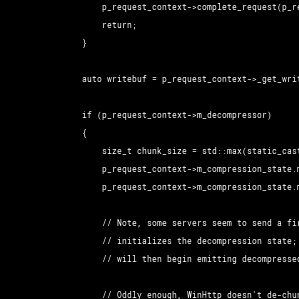 p_request_context->complete_request(p_re
return;
}
auto writebuf = p_request_context->_get_writ
if (p_request_context->m_decompressor)
{
size_t chunk_size = std::max(static_cast
p_request_context->m_compression_state.m
p_request_context->m_compression_state.m
// Note, some servers seem to send a fir
// initializes the decompression state;
// will then begin emitting decompressed
// Oddly enough, WinHttp doesn't de-chun